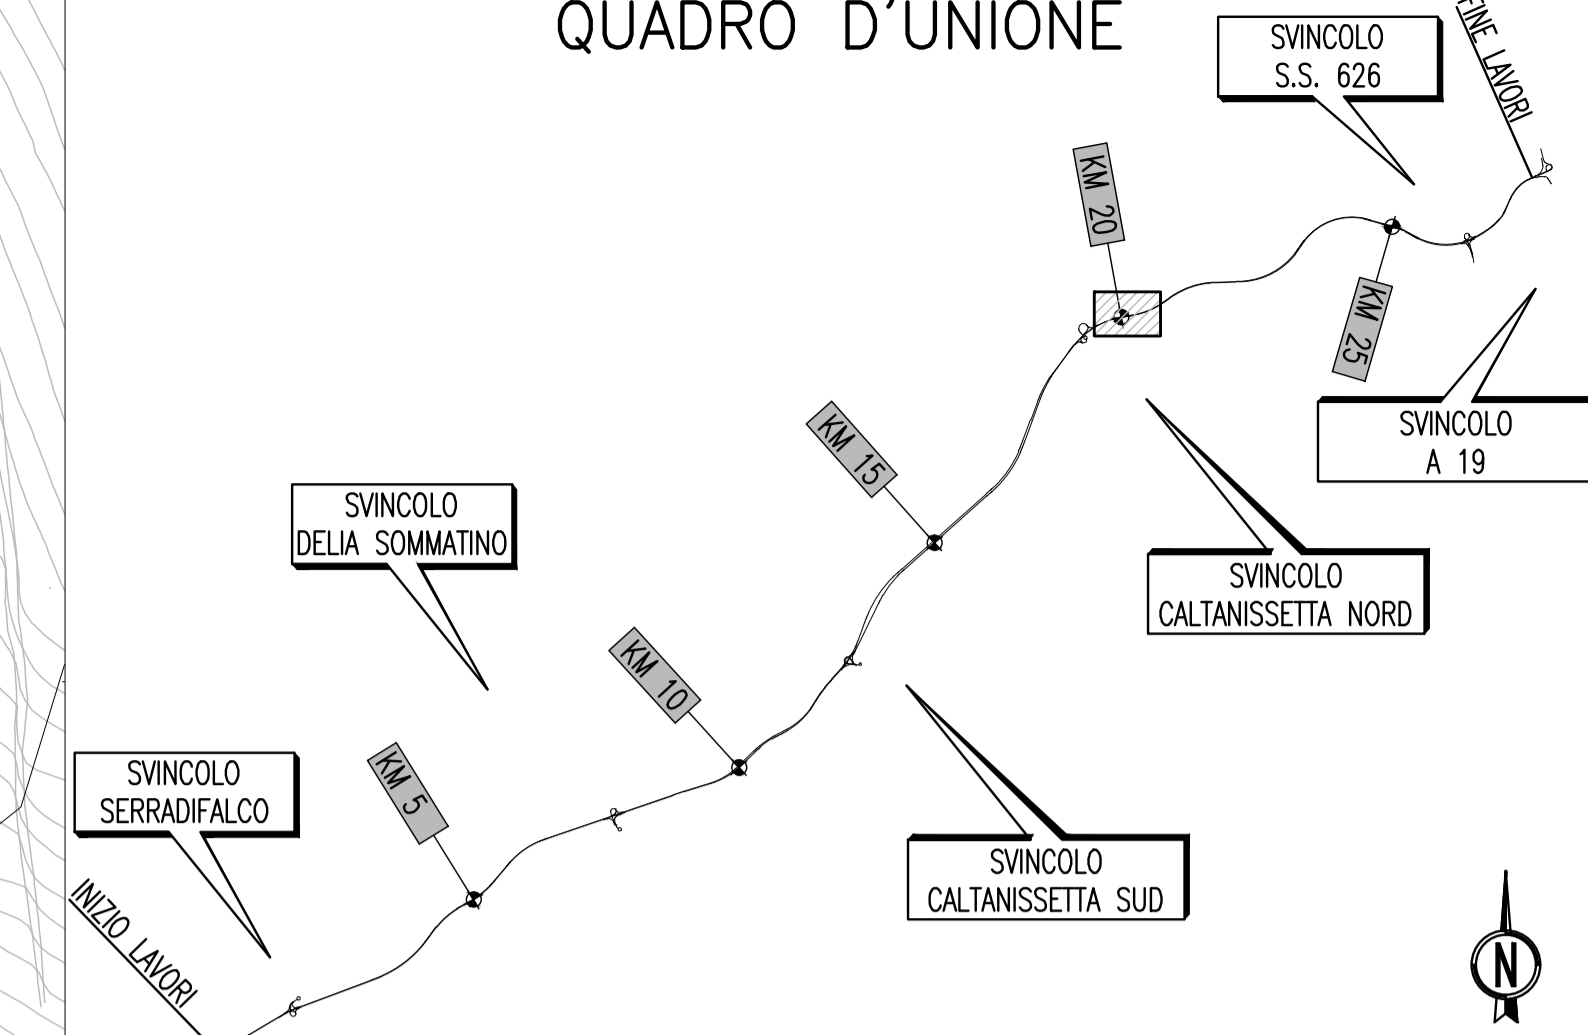 QUADRO D'UNIONE
SVINCOLO
S.S. 626
FINE LAVORI
KM 20
KM 25
SVINCOLO
A 19
KM 15
SVINCOLO
DELIA SOMMATINO
SVINCOLO
CALTANISSETTA NORD
KM 10
KM 5
SVINCOLO
SERRADIFALCO
SVINCOLO
CALTANISSETTA SUD
INIZIO LAVORI
N